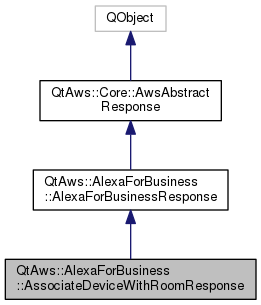 QObject
QtAws::Core::AwsAbstract
Response
QtAws::AlexaForBusiness
::AlexaForBusinessResponse
QtAws::AlexaForBusiness
::AssociateDeviceWithRoomResponse